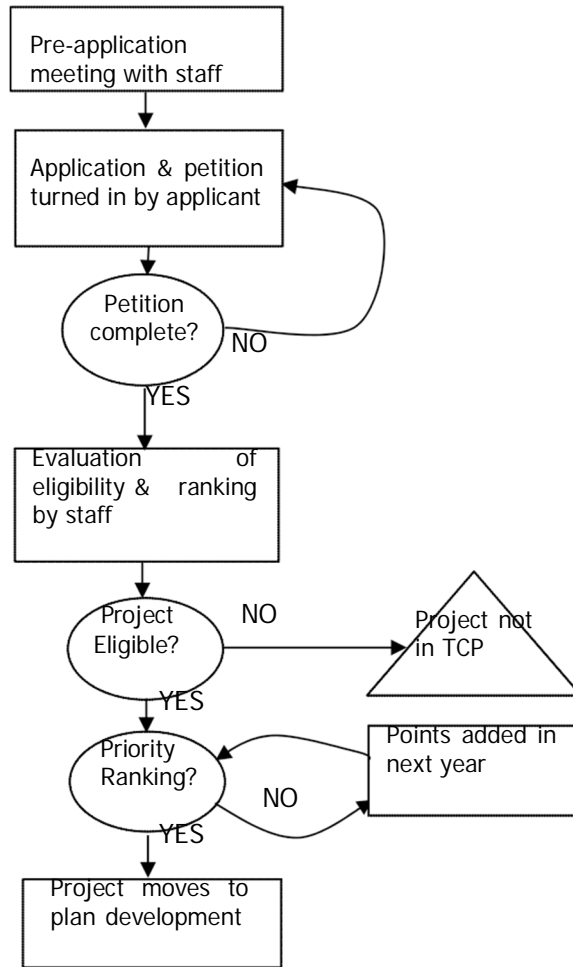 Pre-application
meeting with staff
Application & petition
turned in by applicant
Petition
complete?
NO
YES
Evaluation of
eligibility & ranking
by staff
Project
Eligible?
NO
Project not
in TCP
YES
Priority
Ranking?
NO
Points added in
next year
YES
Project moves to
plan development